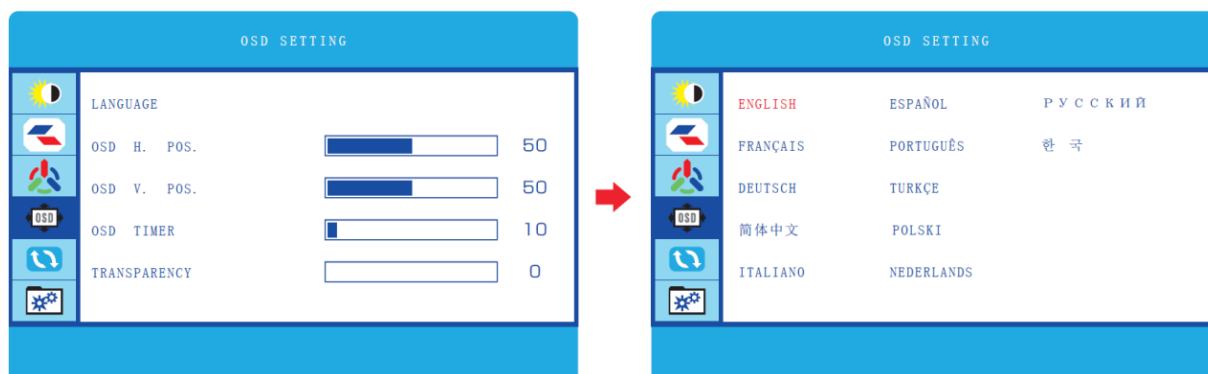 OSD SETTING
LANGUAGE
OSD H. POS. 50
OSD V. POS. 50
OSD TIMER 10
TRANSPARENCY 0
OSD
OSD SETTING
ENGLISH ESPAÑOL РУССКИЙ
FRANÇAIS PORTUGUÊS 한국
DEUTSCH TURKÇE
简体中文 POLSKI
ITALIANO NEDERLANDS
OSD